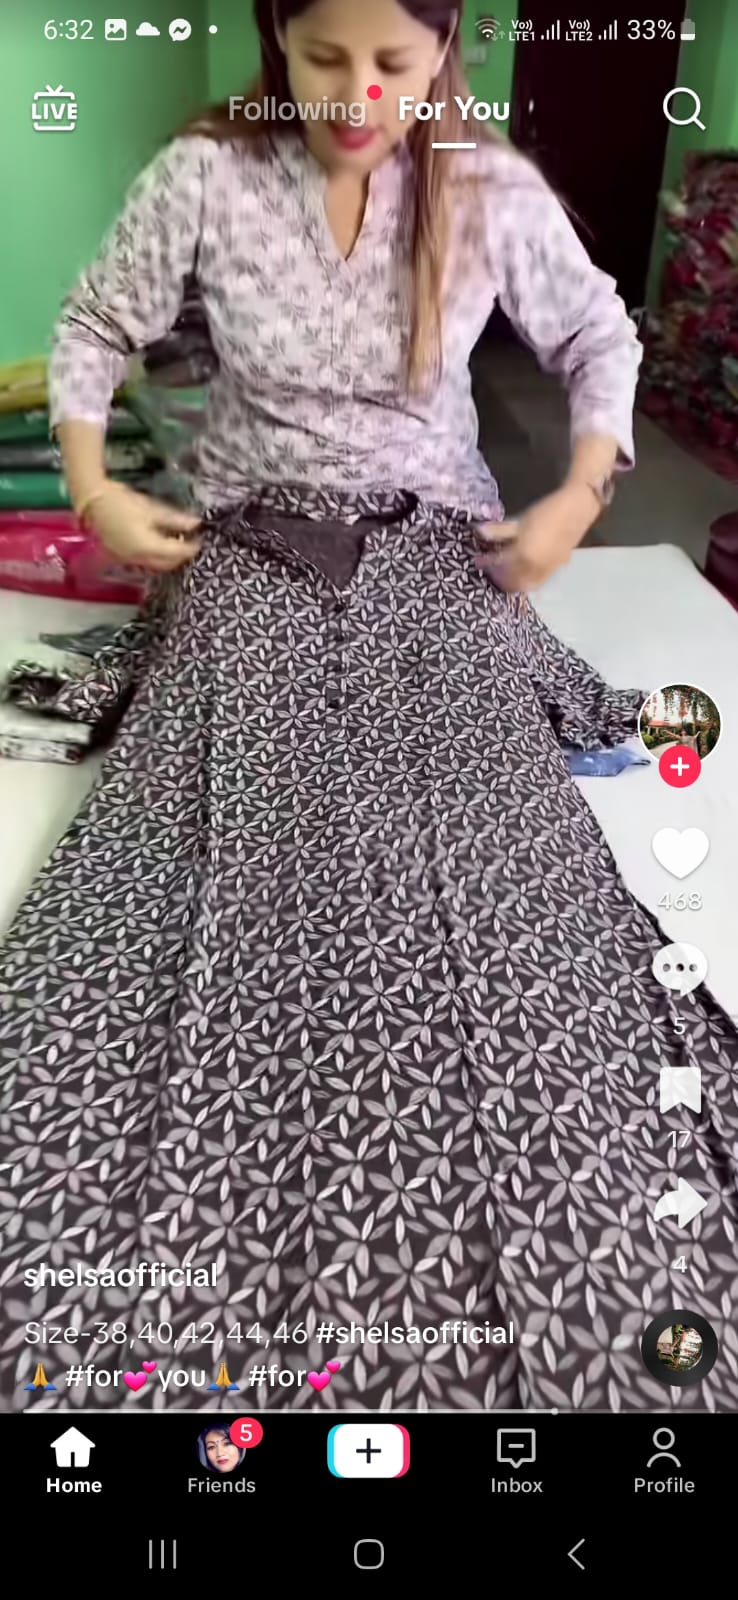 6:32 Vo)) LTE1 Vo)) LTE2 33%
LIVE Following For You
468
5
17
4
shelsaofficial
Size-38,40,42,44,46 #shelsaofficial
🙏 #for💕you🙏 #for💕
5
Home Friends Inbox Profile